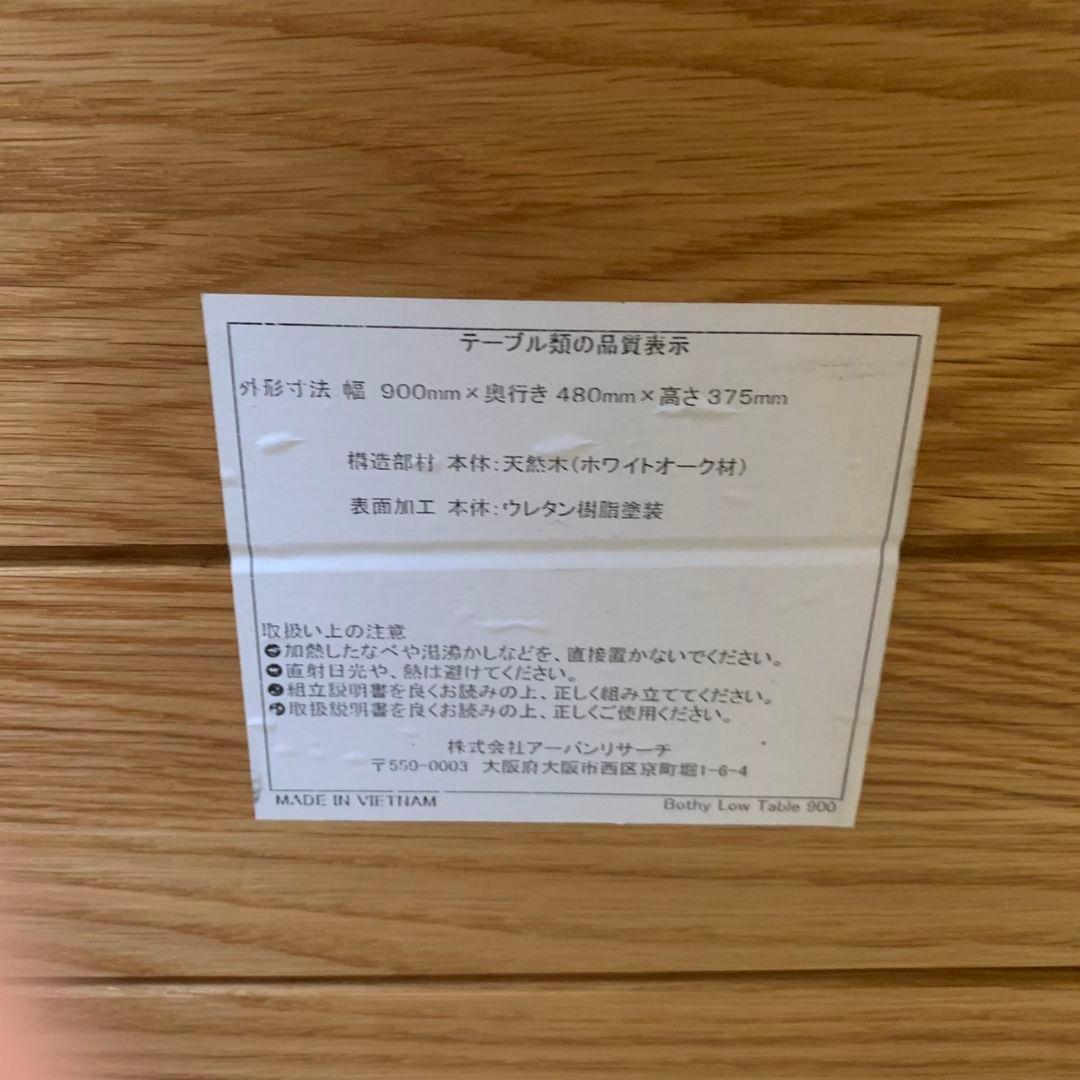 テーブル類の品質表示
外形寸法 幅 900mm×奥行き 480mm×高さ 375mm
構造部材 本体:天然木(ホワイトオーク材)
表面加工 本体:ウレタン樹脂塗装
取扱い上の注意
加熱したなべや湯沸かしなどを、直接置かないでください。
直射日光や、熱は避けてください。
組立説明書を良くお読みの上、正しく組み立ててください。
取扱説明書を良くお読みの上、正しくご使用ください。
株式会社アーバンリサーチ
〒550-0003 大阪府大阪市西区京町堀1-6-4
MADE IN VIETNAM
Bothy Low Table 900